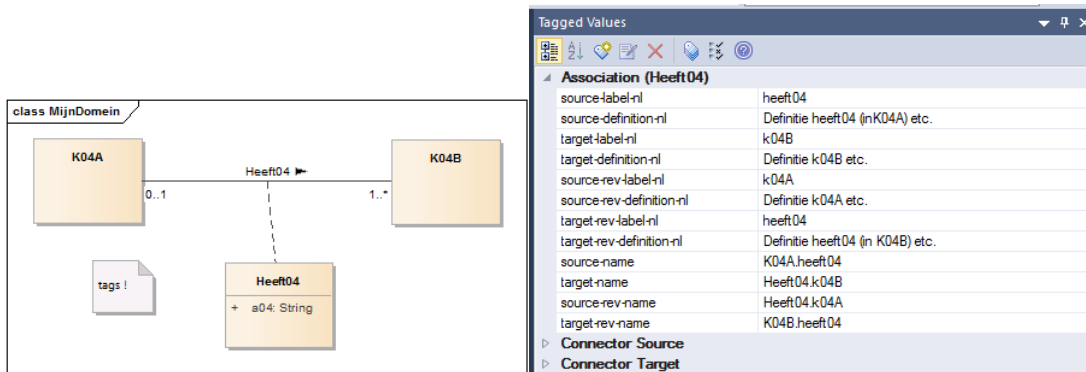 class MijnDomein
K04A
K04B
Heeft04
0..1
1..*
tags !
Heeft04
+ a04: String
Tagged Values
Association (Heeft04)
source-label-nl heeft04
source-definition-nl Definitie heeft04 (inK04A) etc.
target-label-nl k04B
target-definition-nl Definitie k04B etc.
source-rev-label-nl k04A
source-rev-definition-nl Definitie k04A etc.
target-rev-label-nl heeft04
target-rev-definition-nl Definitie heeft04 (in K04B) etc.
source-name K04A.heeft04
target-name Heeft04.k04B
source-rev-name Heeft04.k04A
target-rev-name K04B.heeft04
Connector Source
Connector Target